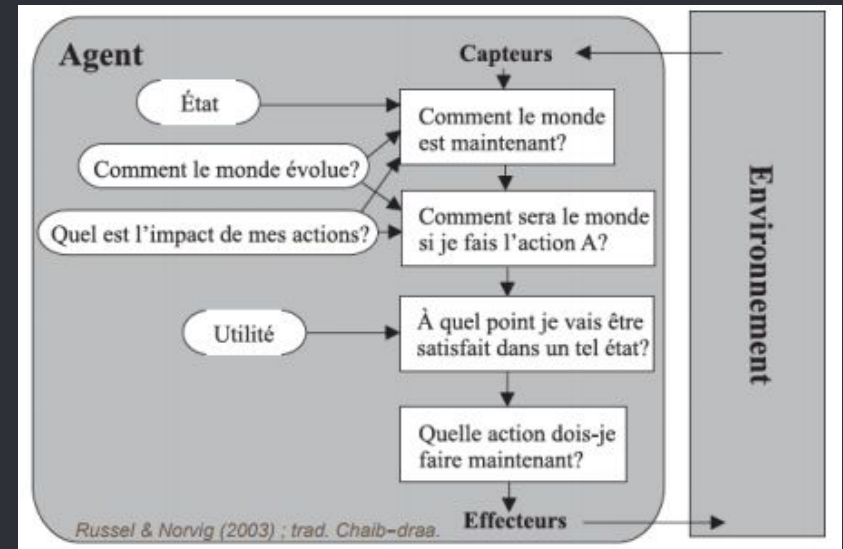 Agent
Capteurs
État
Comment le monde
est maintenant?
Comment le monde évolue?
Quel est l'impact de mes actions?
Comment sera le monde
si je fais l'action A?
Utilité
À quel point je vais être
satisfait dans un tel état?
Quelle action dois-je
faire maintenant?
Effecteurs
Russel & Norvig (2003) ; trad. Chaib-draa.
Environnement